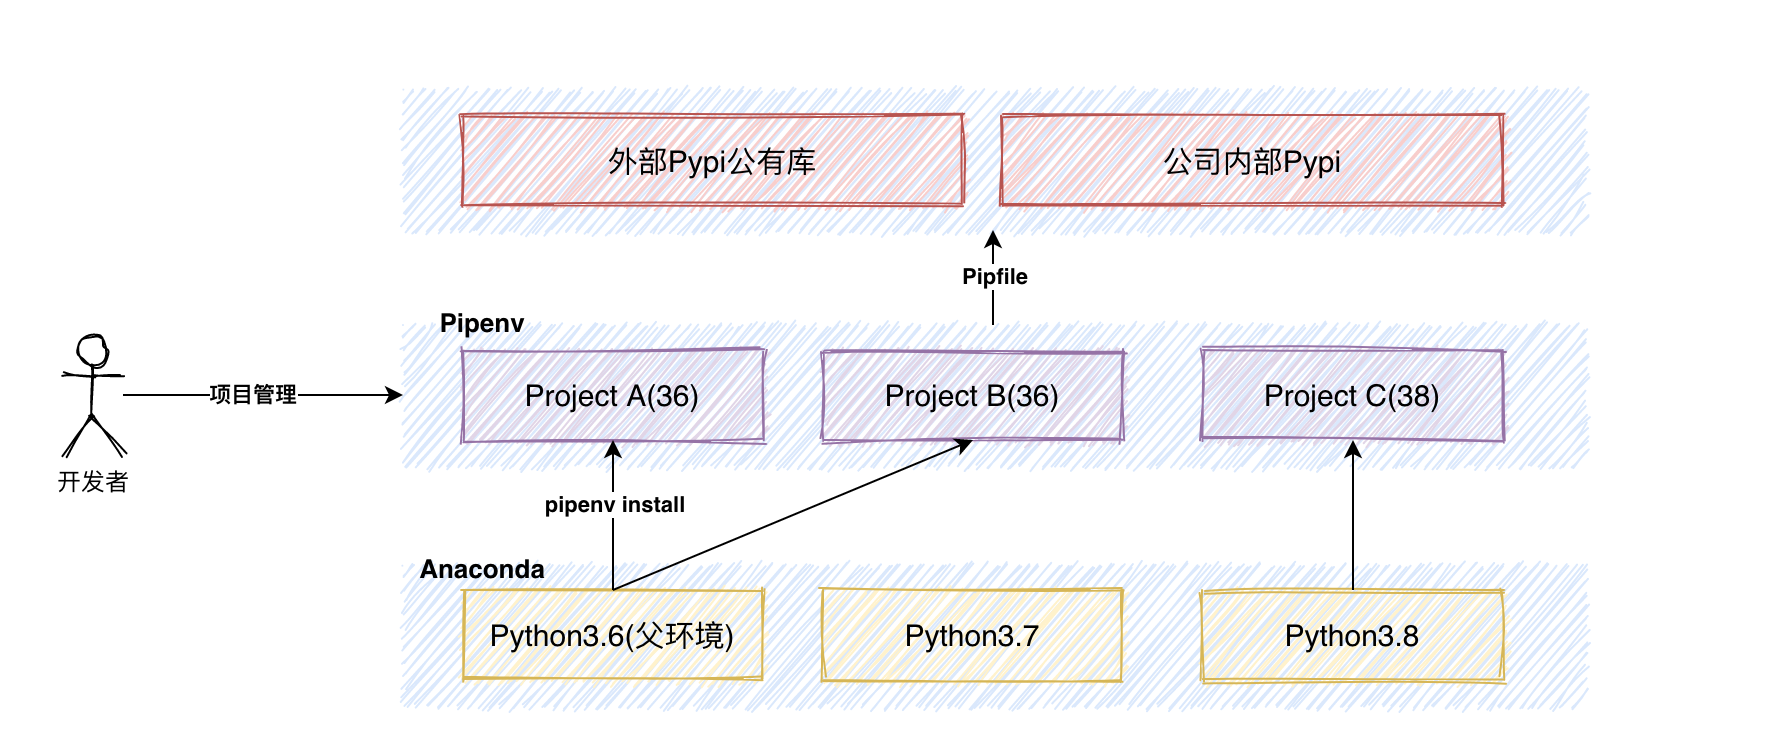 外部Pypi公有库
公司内部Pypi
Pipfile
Pipenv
Project A(36)
Project B(36)
Project C(38)
项目管理
开发者
pipenv install
Anaconda
Python3.6(父环境)
Python3.7
Python3.8